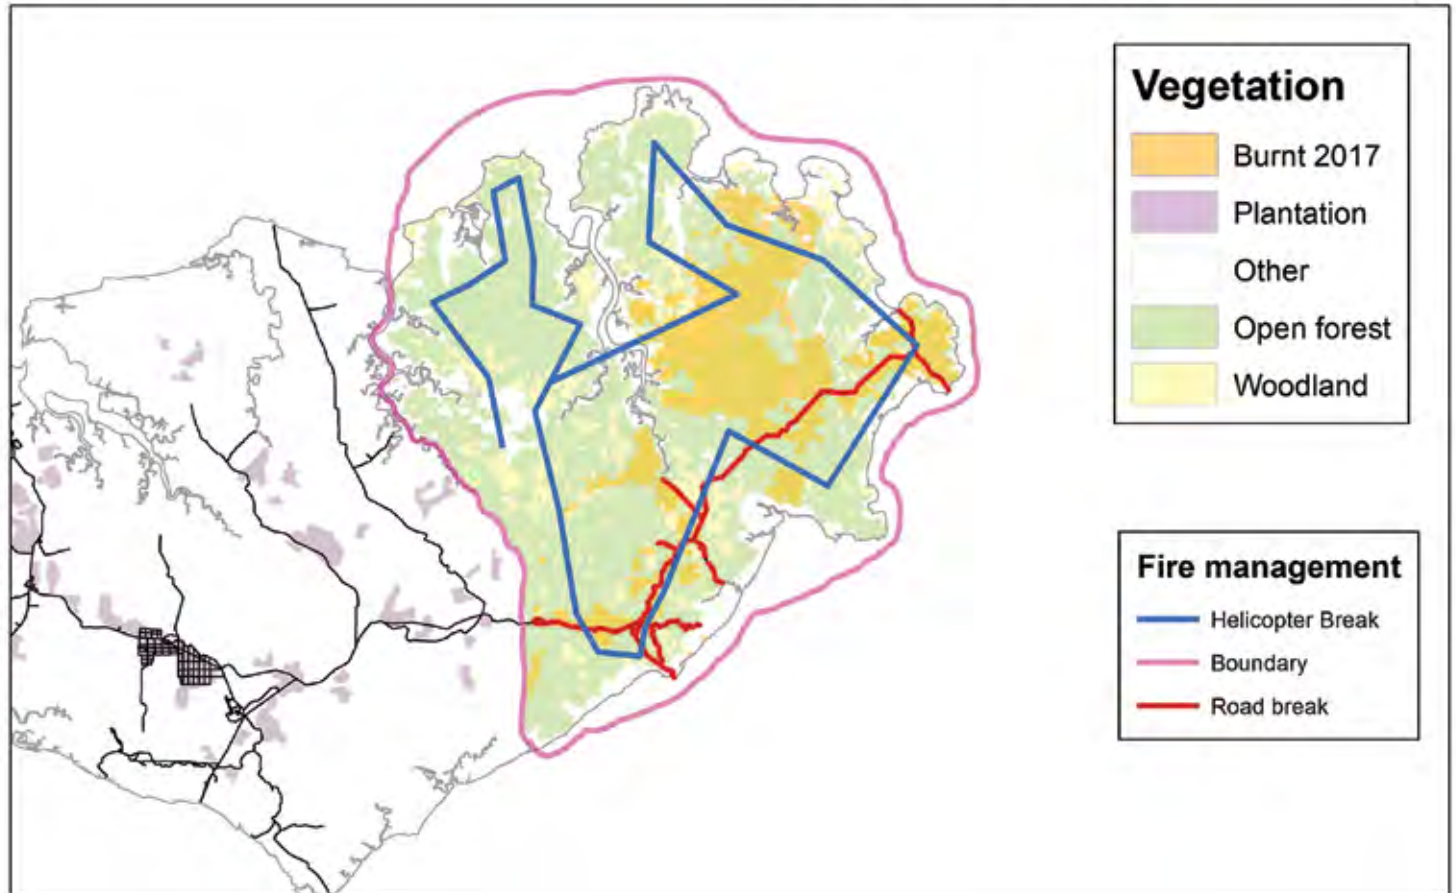 Vegetation
Burnt 2017
Plantation
Other
Open forest
Woodland
Fire management
Helicopter Break
Boundary
Road break